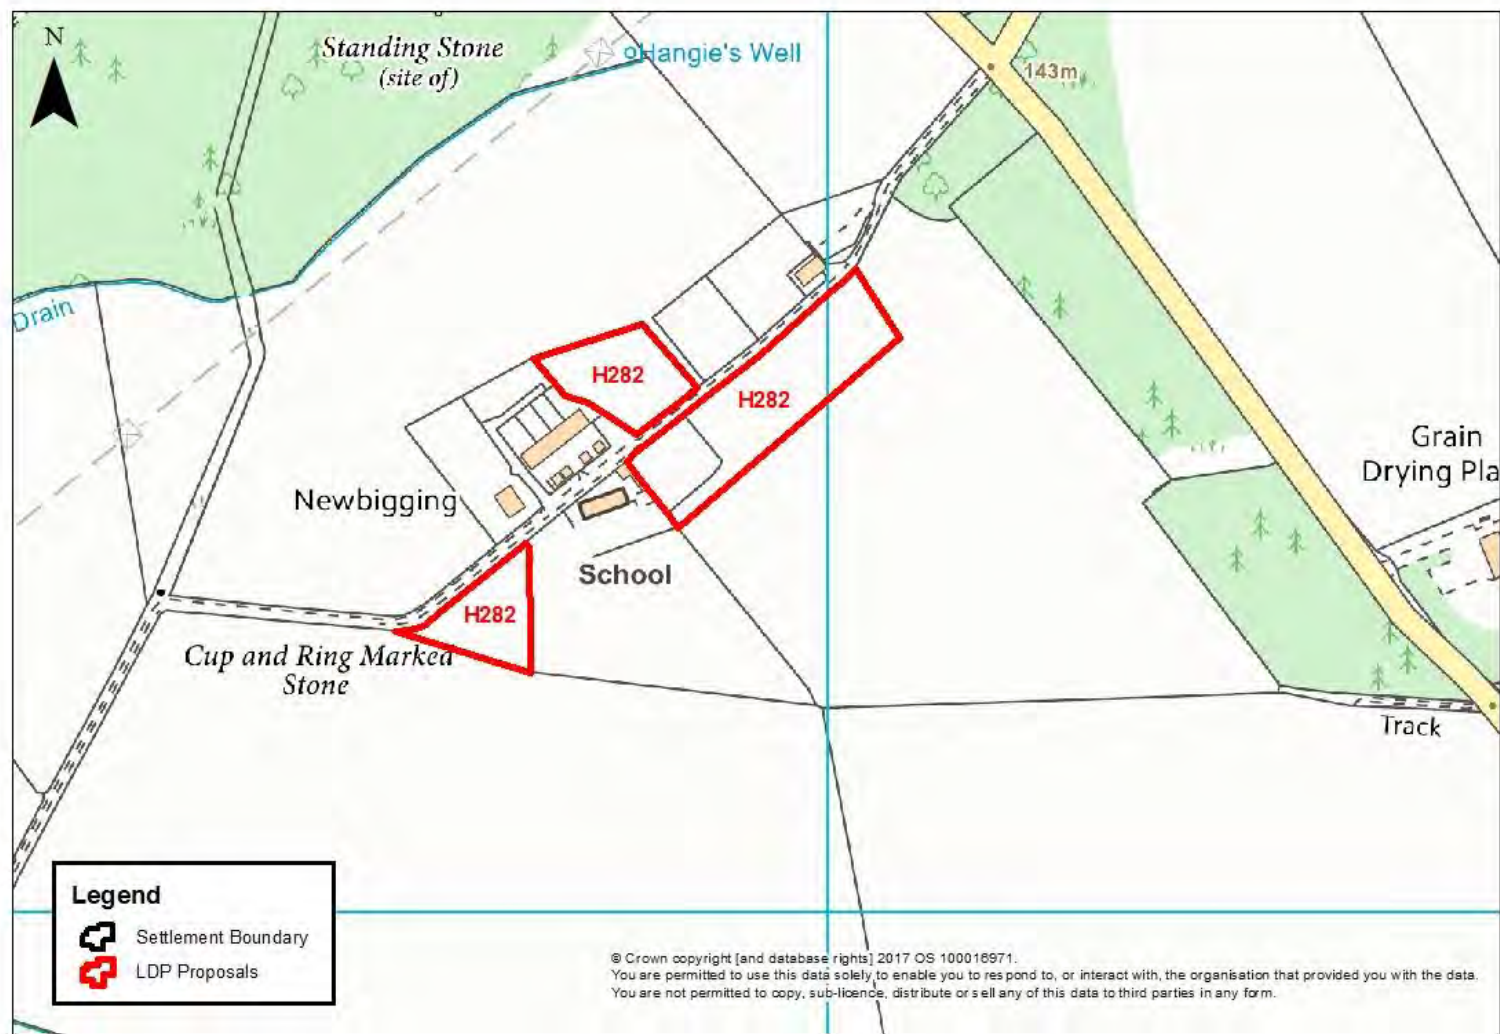 N
Standing Stone
(site of)
Hangie's Well
143m
Drain
H282
H282
Grain
Drying Pla
Newbigging
School
H282
Cup and Ring Marked
Stone
Track
Legend
Settlement Boundary
LDP Proposals
© Crown copyright [and database rights] 2017 OS 100016971.
You are permitted to use this data solely to enable you to respond to, or interact with, the organisation that provided you with the data.
You are not permitted to copy, sub-licence, distribute or sell any of this data to third parties in any form.